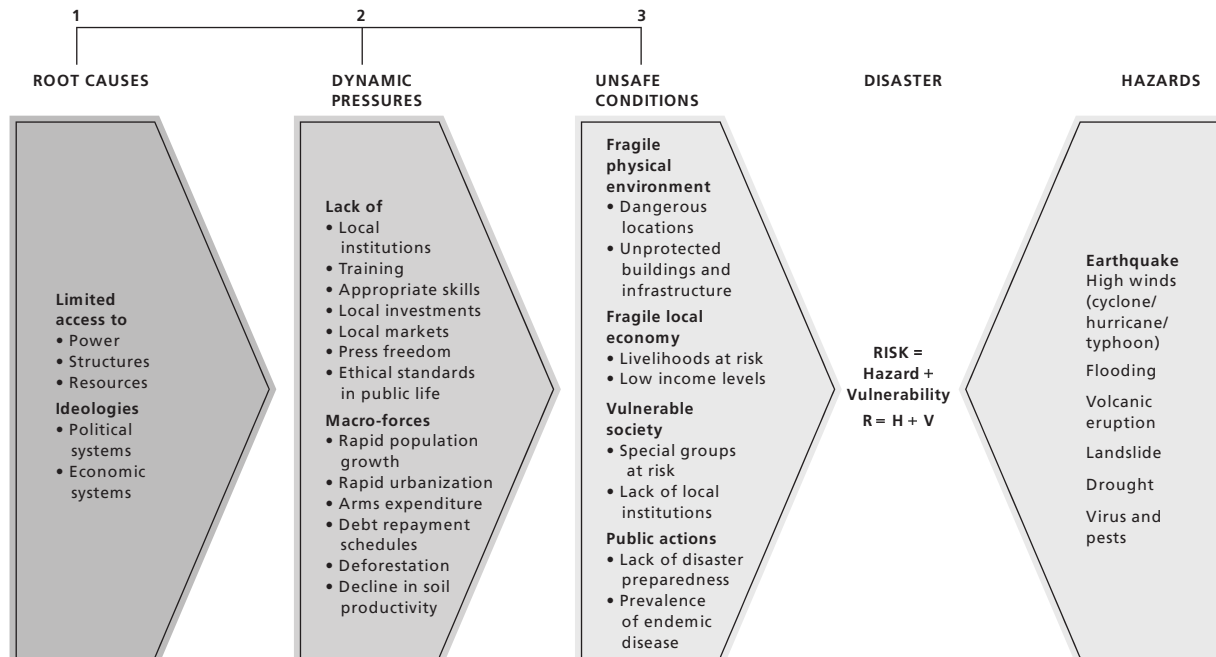 1
2
3
ROOT CAUSES
DYNAMIC
PRESSURES
UNSAFE
CONDITIONS
DISASTER
HAZARDS
Limited
access to
• Power
• Structures
• Resources
Ideologies
• Political
systems
• Economic
systems
Lack of
• Local
institutions
• Training
• Appropriate skills
• Local investments
• Local markets
• Press freedom
• Ethical standards
in public life
Macro-forces
• Rapid population
growth
• Rapid urbanization
• Arms expenditure
• Debt repayment
schedules
• Deforestation
• Decline in soil
productivity
Fragile
physical
environment
• Dangerous
locations
• Unprotected
buildings and
infrastructure
Fragile local
economy
• Livelihoods at risk
• Low income levels
Vulnerable
society
• Special groups
at risk
• Lack of local
institutions
Public actions
• Lack of disaster
preparedness
• Prevalence
of endemic
disease
RISK =
Hazard +
Vulnerability
R = H + V
Earthquake
High winds
(cyclone/
hurricane/
typhoon)
Flooding
Volcanic
eruption
Landslide
Drought
Virus and
pests